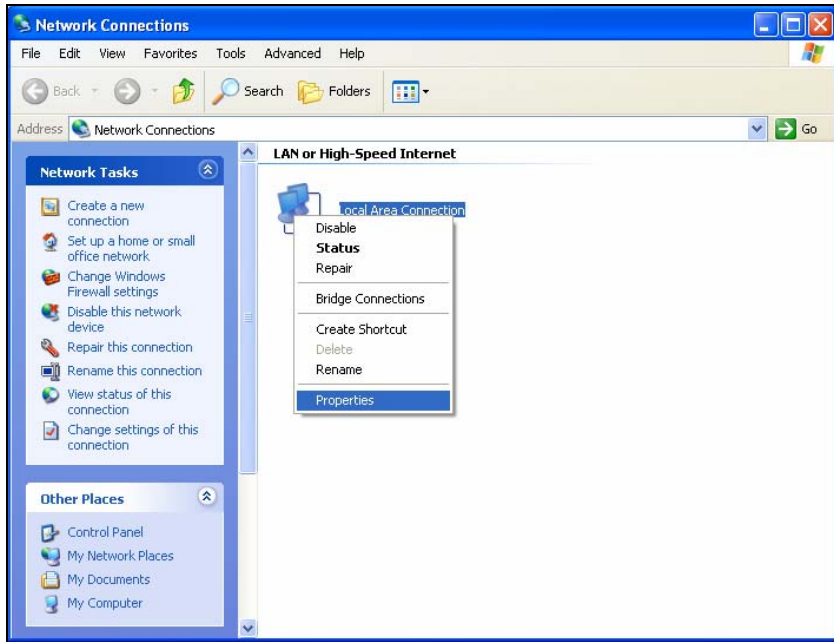 Network Connections
File Edit View Favorites Tools Advanced Help
Back Search Folders
Address Network Connections Go
Network Tasks
Create a new
connection
Set up a home or small
office network
Change Windows
Firewall settings
Disable this network
device
Repair this connection
Rename this connection
View status of this
connection
Change settings of this
connection
Other Places
Control Panel
My Network Places
My Documents
My Computer
LAN or High-Speed Internet
Local Area Connection
Disable
Status
Repair
Bridge Connections
Create Shortcut
Delete
Rename
Properties